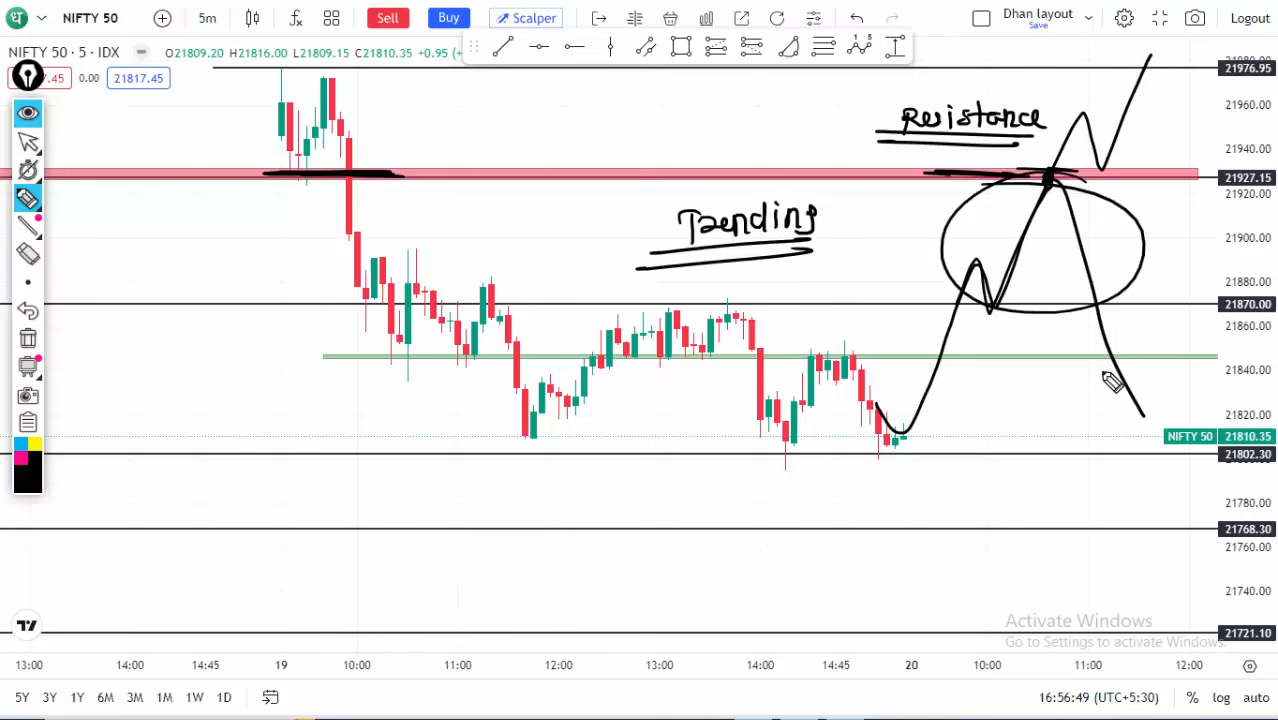 धा 5m Sell Buy Scalper Dhan layout Save Logout
NIFTY 50 · 5 · IDX O21809.20 H21816.00 L21809.15 C21810.35 +0.95
0.00 21817.45
21976.95
21960.00
Resistance
21940.00
21927.15
21920.00
Trending
21900.00
21880.00
21870.00
21860.00
21840.00
21820.00
NIFTY 50 21810.35
21802.30
21780.00
21768.30
21760.00
21740.00
Activate Windows
21721.10
Go to Settings to activate Windows.
13:00 14:00 14:45 19 10:00 11:00 12:00 13:00 14:00 14:45 20 10:00 11:00 12:00
5Y 3Y 1Y 6M 3M 1M 1W 1D 16:56:49 (UTC+5:30) % log auto